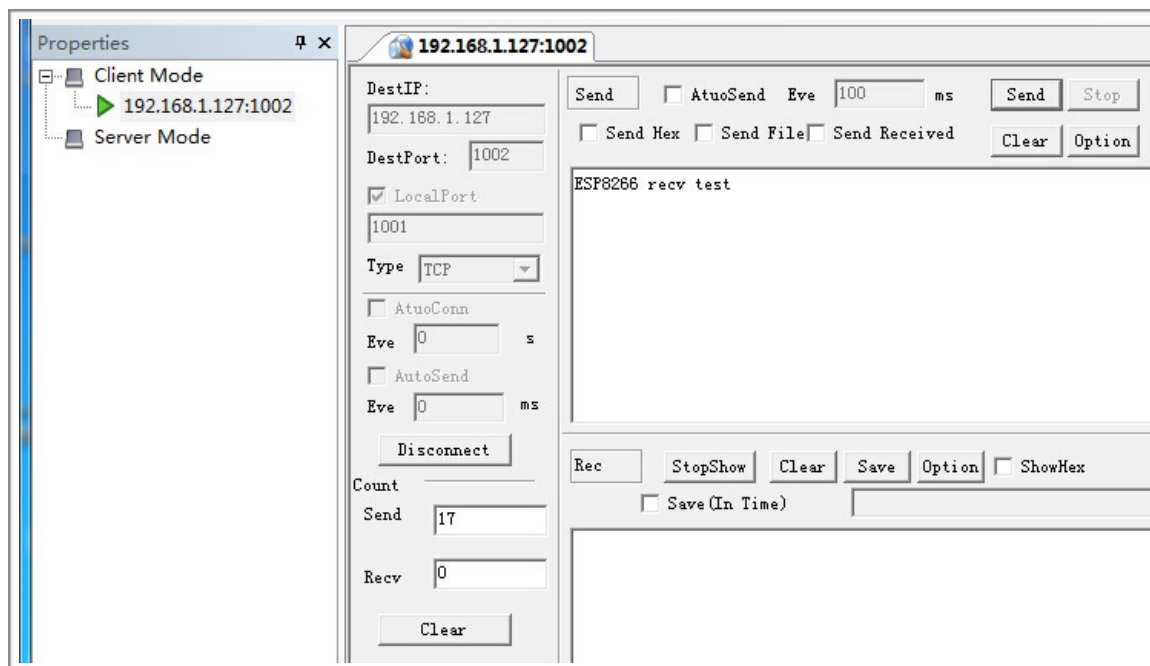 Properties
Client Mode
192.168.1.127:1002
Server Mode
192.168.1.127:1002
DestIP:
192.168.1.127
DestPort: 1002
LocalPort
1001
Type TCP
AtuoConn
Eve 0 s
AutoSend
Eve 0 ms
Disconnect
Count
Send 17
Recv 0
Clear
Send AtuoSend Eve 100 ms Send Stop
Send Hex Send File Send Received Clear Option
ESP8266 recv test
Rec StopShow Clear Save Option ShowHex
Save(In Time)